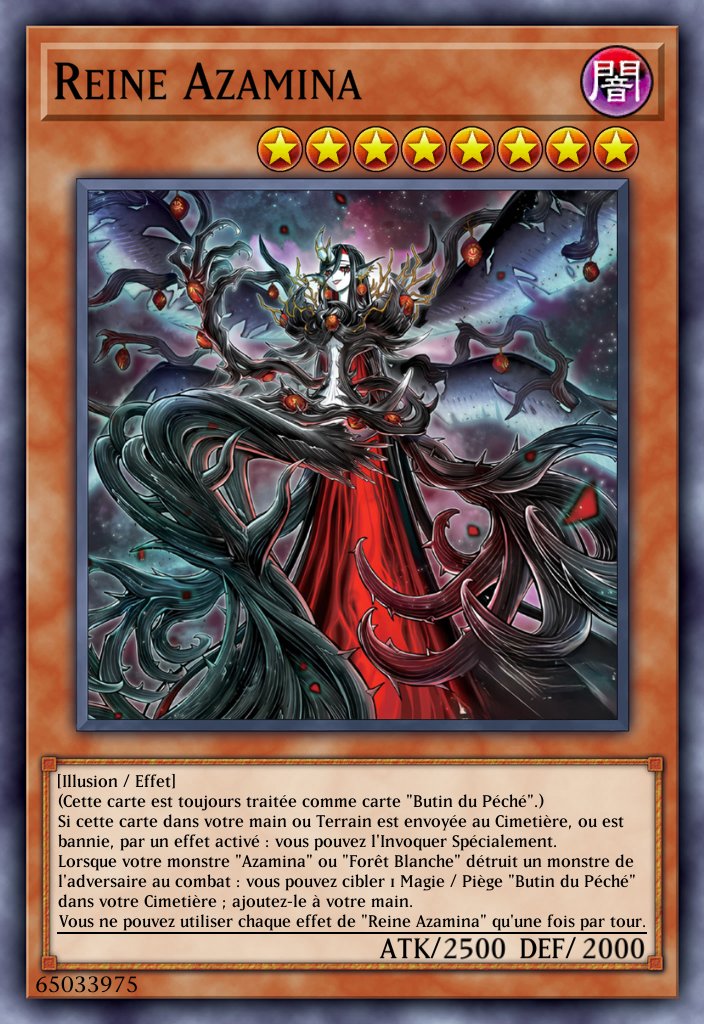 Reine Azamina
闇
[Illusion / Effet]
(Cette carte est toujours traitée comme carte "Butin du Péché".)
Si cette carte dans votre main ou Terrain est envoyée au Cimetière, ou est
bannie, par un effet activé : vous pouvez l'Invoquer Spécialement.
Lorsque votre monstre "Azamina" ou "Forêt Blanche" détruit un monstre de
l'adversaire au combat : vous pouvez cibler 1 Magie / Piège "Butin du Péché"
dans votre Cimetière ; ajoutez-le à votre main.
Vous ne pouvez utiliser chaque effet de "Reine Azamina" qu'une fois par tour.
ATK/2500 DEF/ 2000
65033975